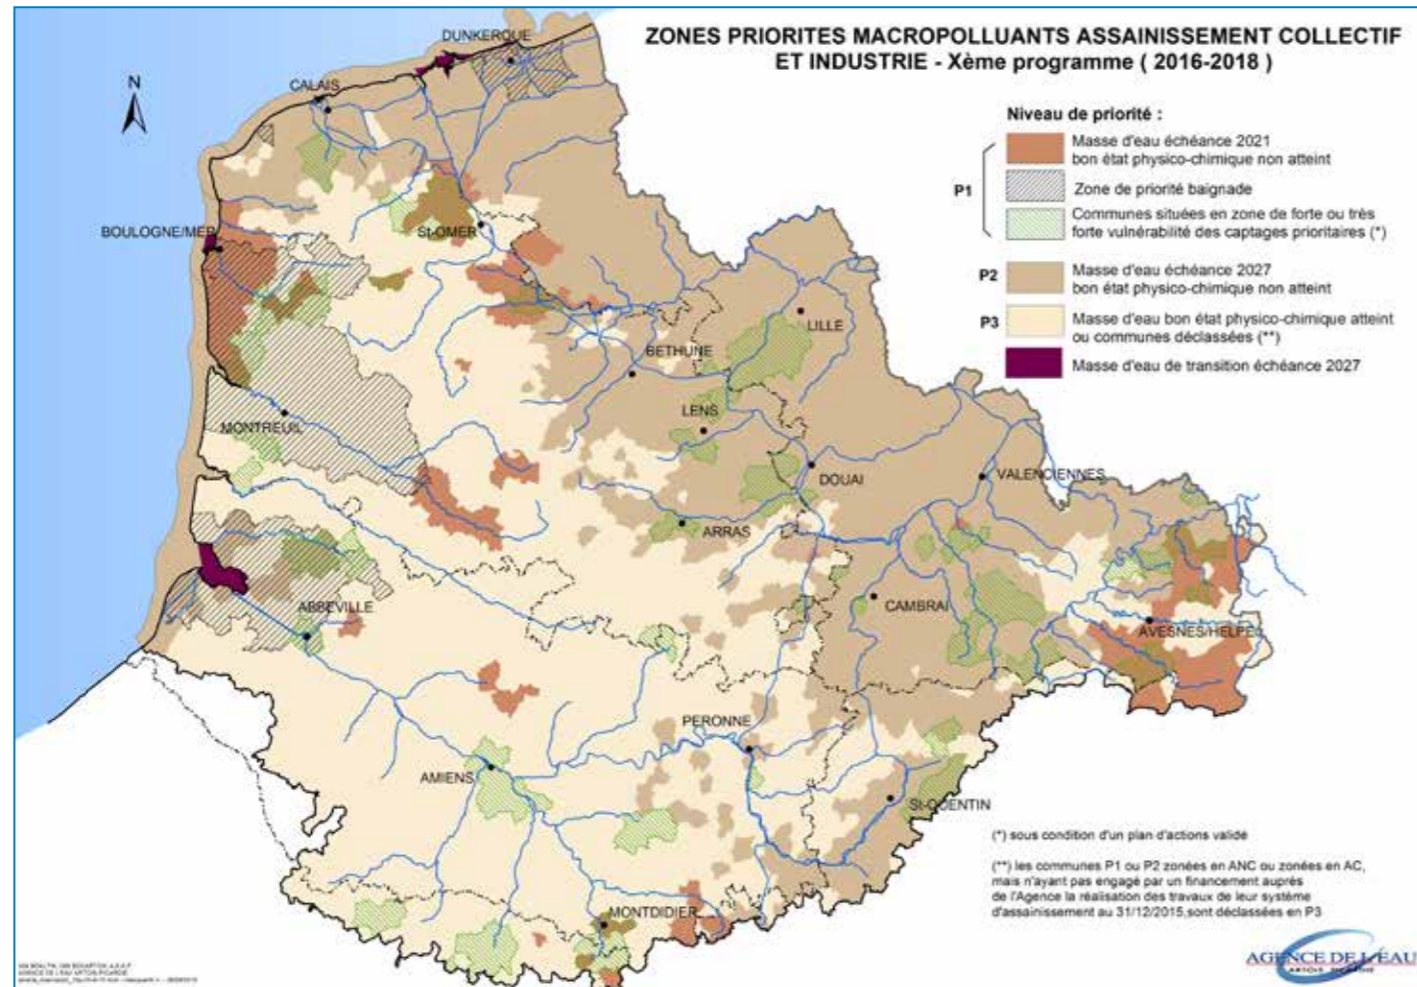 ZONES PRIORITES MACROPOLLUANTS ASSAINISSEMENT COLLECTIF
ET INDUSTRIE - Xème programme ( 2016-2018 )
N
Niveau de priorité :
P1
Masse d'eau échéance 2021
bon état physico-chimique non atteint
Zone de priorité baignade
Communes situées en zone de forte ou très
forte vulnérabilité des captages prioritaires (*)
P2
Masse d'eau échéance 2027
bon état physico-chimique non atteint
P3
Masse d'eau bon état physico-chimique atteint
ou communes déclassées (**)
Masse d'eau de transition échéance 2027
DUNKERQUE
CALAIS
BOULOGNE/MER
St-OMER
LILLE
BETHUNE
LENS
MONTREUIL
DOUAI
VALENCIENNES
ARRAS
CAMBRAI
AVESNES/HELPE
ABBEVILLE
PERONNE
AMIENS
St-QUENTIN
MONTDIDIER
(*) sous condition d'un plan d'actions validé
(**) les communes P1 ou P2 zonées en ANC ou zonées en AC,
mais n'ayant pas engagé par un financement auprès
de l'Agence la réalisation des travaux de leur système
d'assainissement au 31/12/2015,sont déclassées en P3
AGENCE DE L'EAU
ARTOIS - PICARDIE